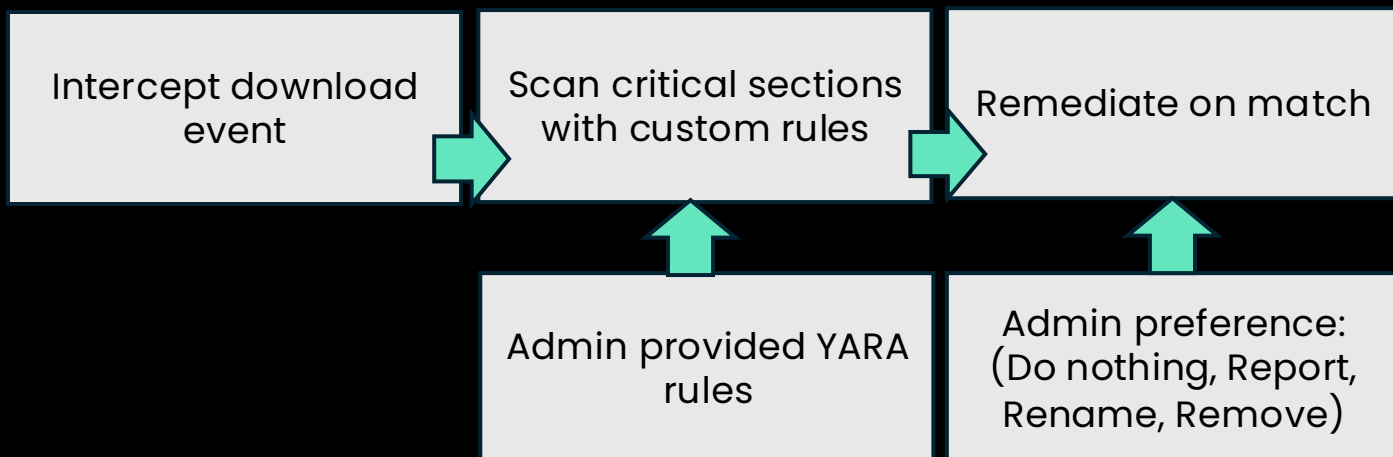 Intercept download
event
Scan critical sections
with custom rules
Remediate on match
Admin provided YARA
rules
Admin preference:
(Do nothing, Report,
Rename, Remove)